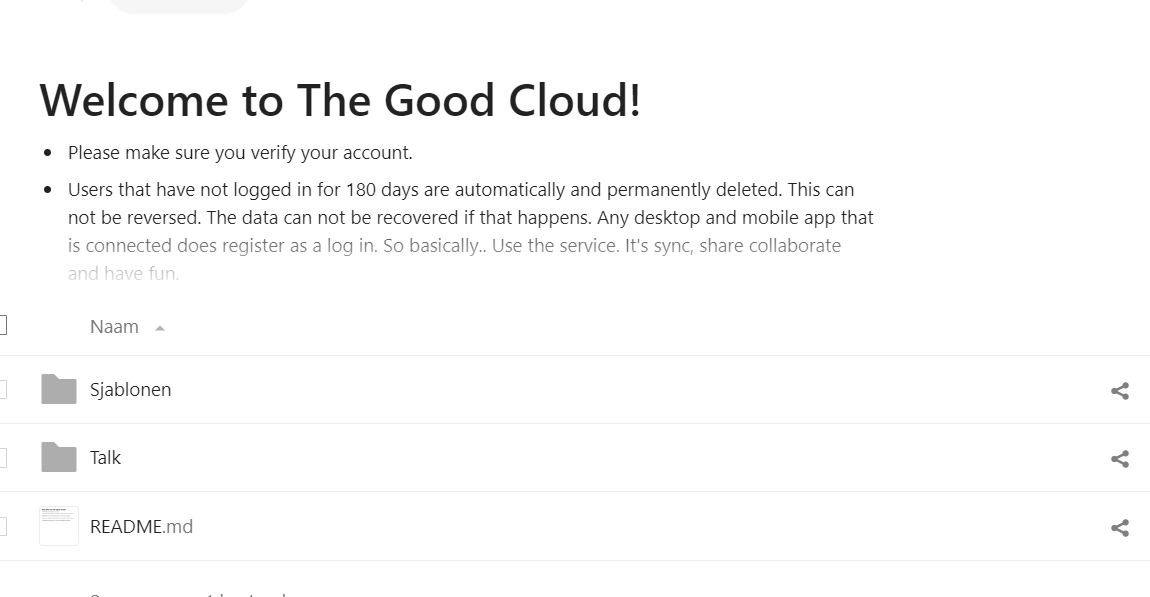 Welcome to The Good Cloud!
Please make sure you verify your account.
Users that have not logged in for 180 days are automatically and permanently deleted. This can
not be reversed. The data can not be recovered if that happens. Any desktop and mobile app that
is connected does register as a log in. So basically.. Use the service. It's sync, share collaborate
and have fun.
Naam
Sjablonen
Talk
README.md